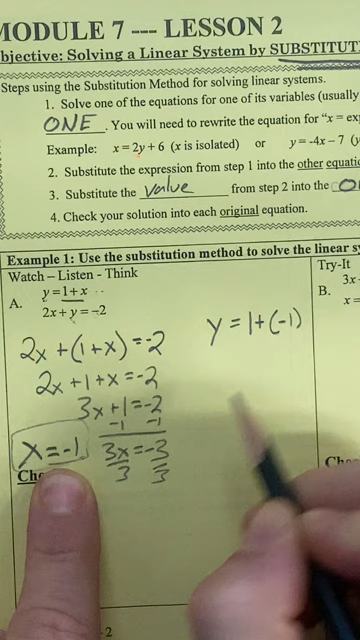 MODULE 7 --- LESSON 2
bjective: Solving a Linear System by SUBSTITUT
Steps using the Substitution Method for solving linear systems.
1. Solve one of the equations for one of its variables (usually
ONE. You will need to rewrite the equation for "x = exp
Example: x = 2y + 6 (x is isolated) or y = -4x – 7 (y
2. Substitute the expression from step 1 into the other equatio
3. Substitute the value from step 2 into the O
4. Check your solution into each original equation.
Example 1: Use the substitution method to solve the linear sy
Watch – Listen - Think
Try-It
A. y = 1 + x
2x + y = –2
3x
B. x =
2x + (1+x) = -2
y = 1 + (-1)
2x + 1 + x = -2
3x + 1 = -2
-1 -1
x = -1
3x = -3
3 3
Che
Chec
- 2